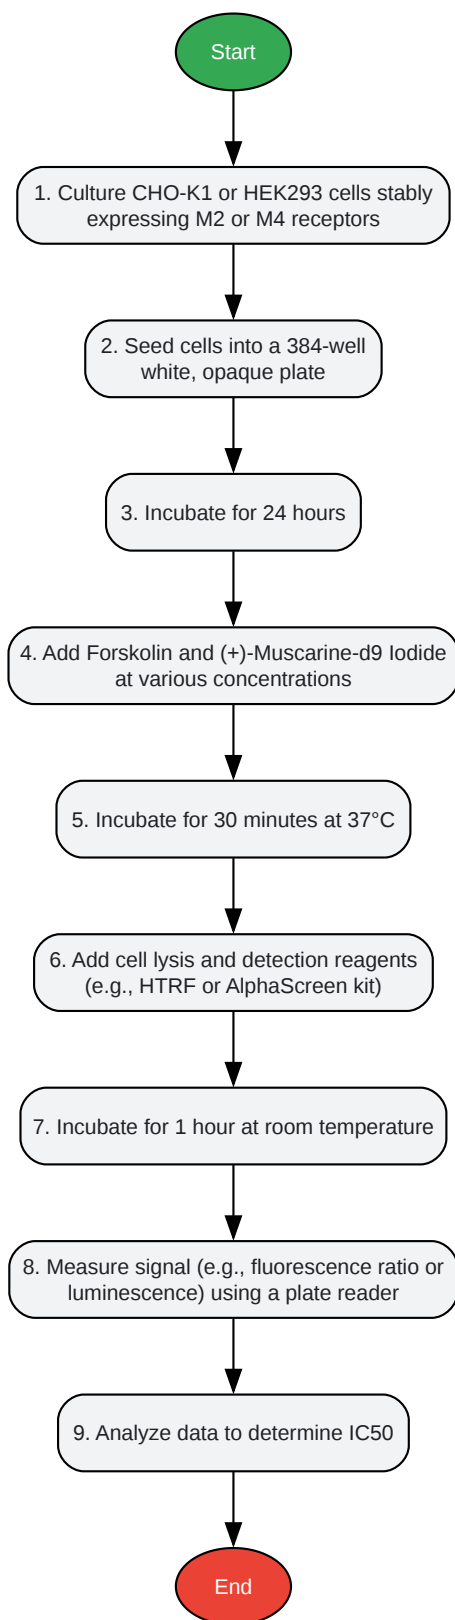 Start
1. Culture CHO-K1 or HEK293 cells stably
expressing M2 or M4 receptors
2. Seed cells into a 384-well
white, opaque plate
3. Incubate for 24 hours
4. Add Forskolin and (+)-Muscarine-d9 Iodide
at various concentrations
5. Incubate for 30 minutes at 37°C
6. Add cell lysis and detection reagents
(e.g., HTRF or AlphaScreen kit)
7. Incubate for 1 hour at room temperature
8. Measure signal (e.g., fluorescence ratio or
luminescence) using a plate reader
9. Analyze data to determine IC50
End